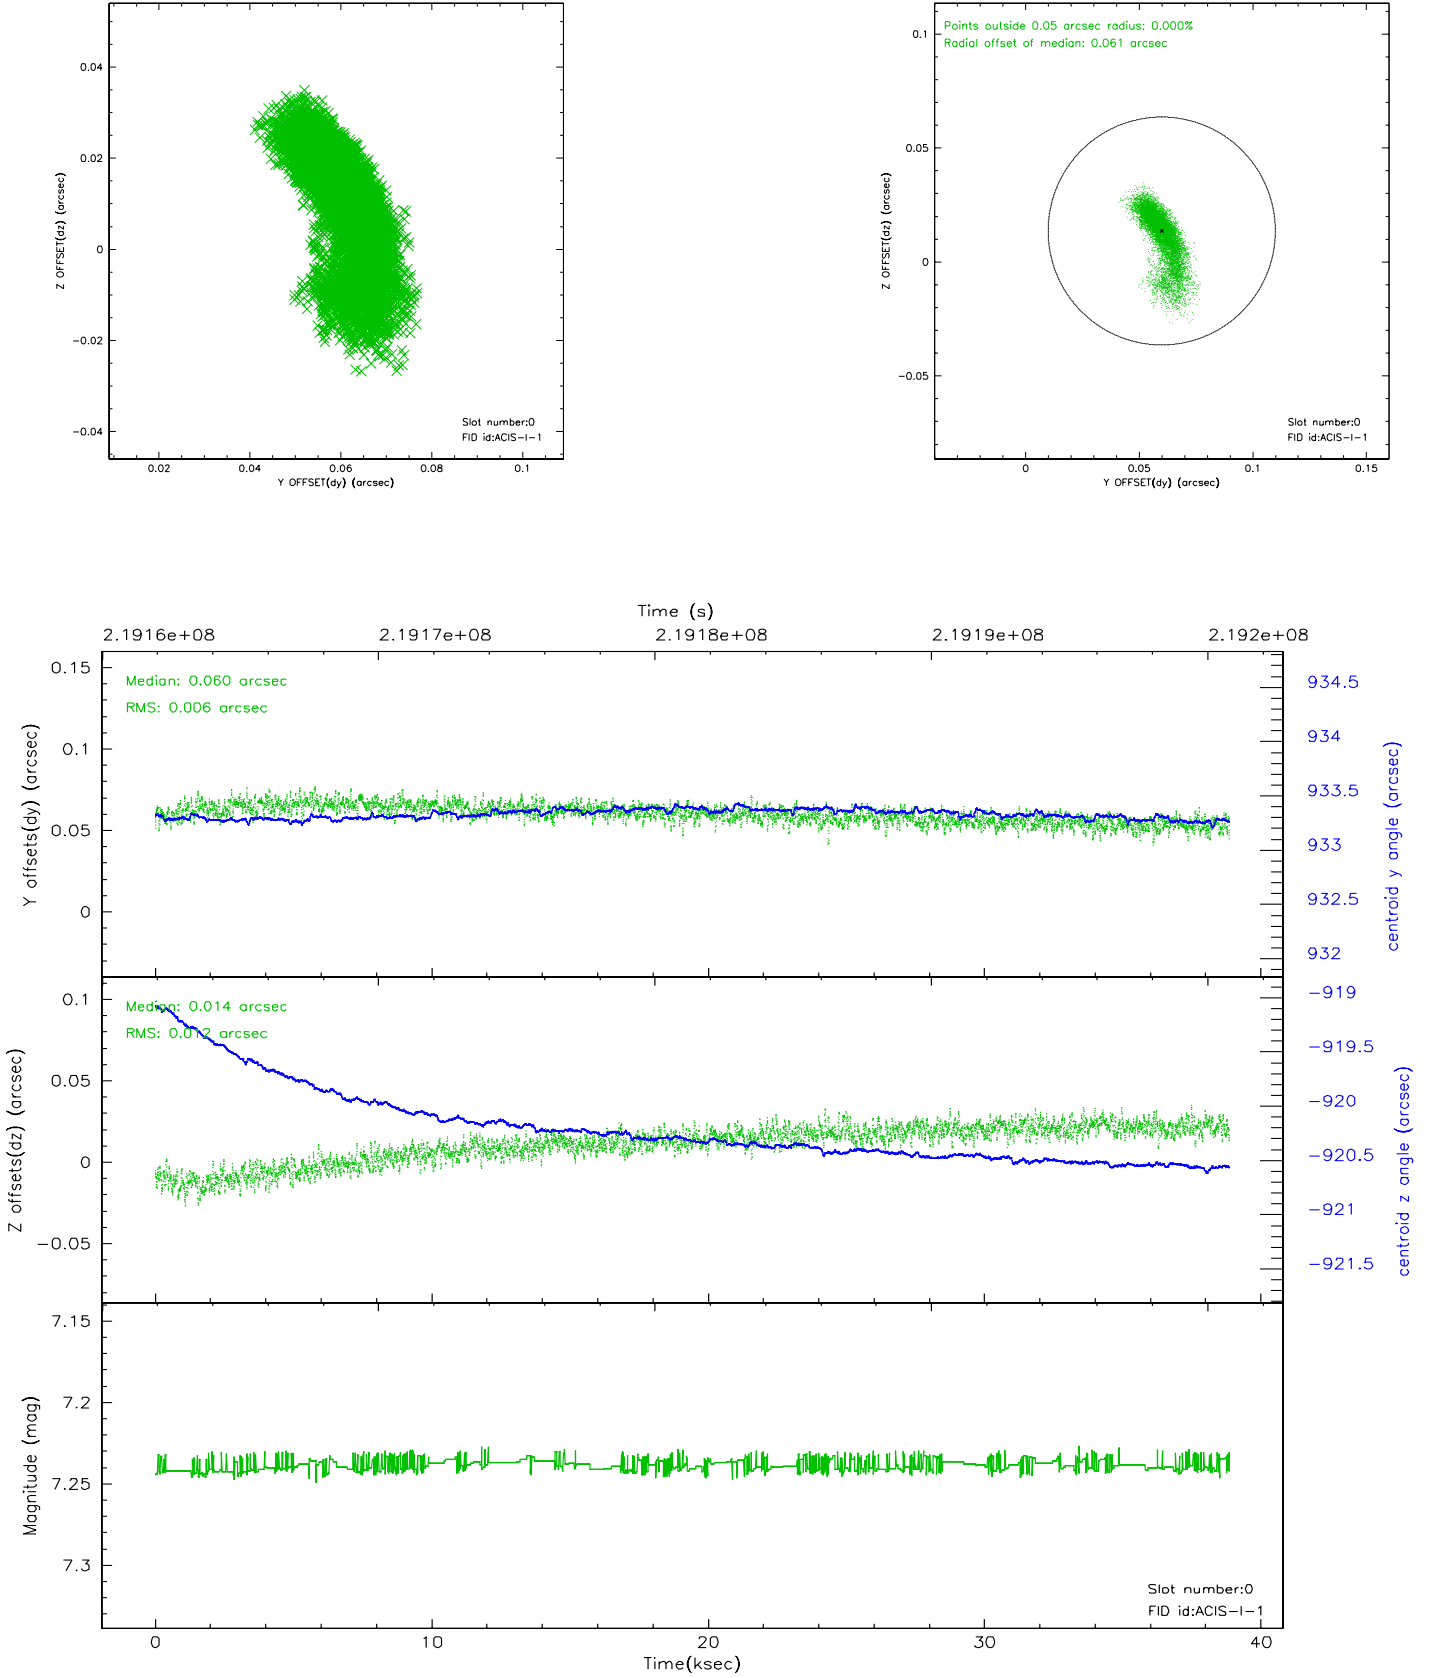 0.04
0.02
0
−0.02
−0.04
Z OFFSET(dz) (arcsec)
Slot number:0
FID id:ACIS−I−1
0.02 0.04 0.06 0.08 0.1
Y OFFSET(dy) (arcsec)
Points outside 0.05 arcsec radius: 0.000%
Radial offset of median: 0.061 arcsec
0.1
0.05
0
−0.05
Z OFFSET(dz) (arcsec)
Slot number:0
FID id:ACIS−I−1
0 0.05 0.1 0.15
Y OFFSET(dy) (arcsec)
Time (s)
2.1916e+08 2.1917e+08 2.1918e+08 2.1919e+08 2.192e+08
Median: 0.060 arcsec
RMS: 0.006 arcsec
0.15
0.1
0.05
0
Y offsets(dy) (arcsec)
934.5
934
933.5
933
932.5
932
centroid y angle (arcsec)
Median: 0.014 arcsec
RMS: 0.012 arcsec
0.1
0.05
0
−0.05
Z offsets(dz) (arcsec)
−919
−919.5
−920
−920.5
−921
−921.5
centroid z angle (arcsec)
7.15
7.2
7.25
7.3
Magnitude (mag)
Slot number:0
FID id:ACIS−I−1
0 10 20 30 40
Time(ksec)